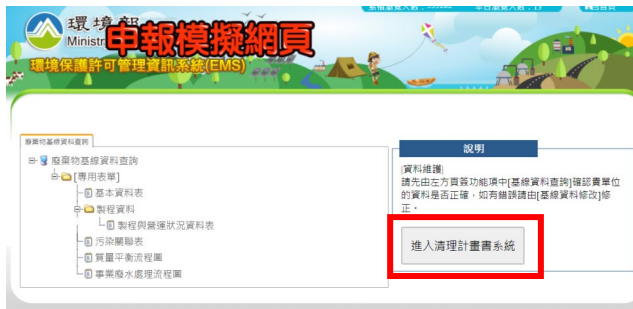 環境部
申報模擬網頁
環境保護許可管理資訊系統(EMS)
廢棄物基線資料查詢
廢棄物基線資料查詢
[專用表單]
基本資料表
製程資料
製程與營運狀況資料表
污染關聯表
質量平衡流程圖
事業廢水處理流程圖
說明
[資料維護]
請先由左方頁簽功能項中[基線資料查詢]確認貴單位
的資料是否正確，如有錯誤請由[基線資料修改]修
正。
進入清理計畫書系統